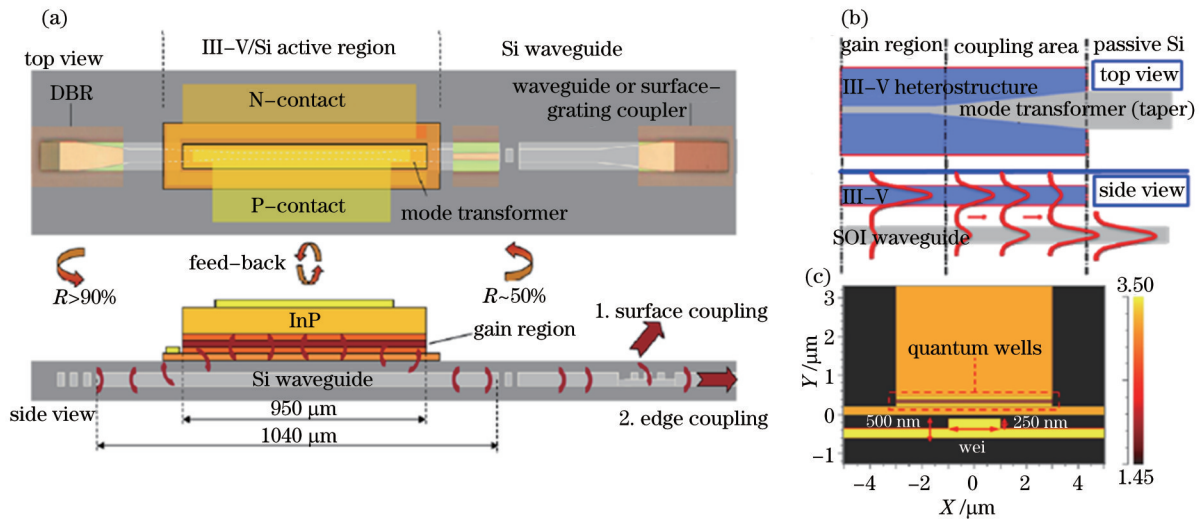 (a)
III−V/Si active region
Si waveguide
top view
DBR
N−contact
waveguide or surface−
grating coupler
P−contact
mode transformer
feed−back
R>90%
R~50%
InP
gain region
1. surface coupling
Si waveguide
side view
950 μm
2. edge coupling
1040 μm
(b)
gain region
coupling area
passive Si
top view
III−V heterostructure
mode transformer (taper)
III−V
side view
SOI waveguide
(c)
3.50
3
2
1
0
−1
Y/μm
quantum wells
500 nm
250 nm
wei
1.45
−4
−2
0
2
4
X/μm